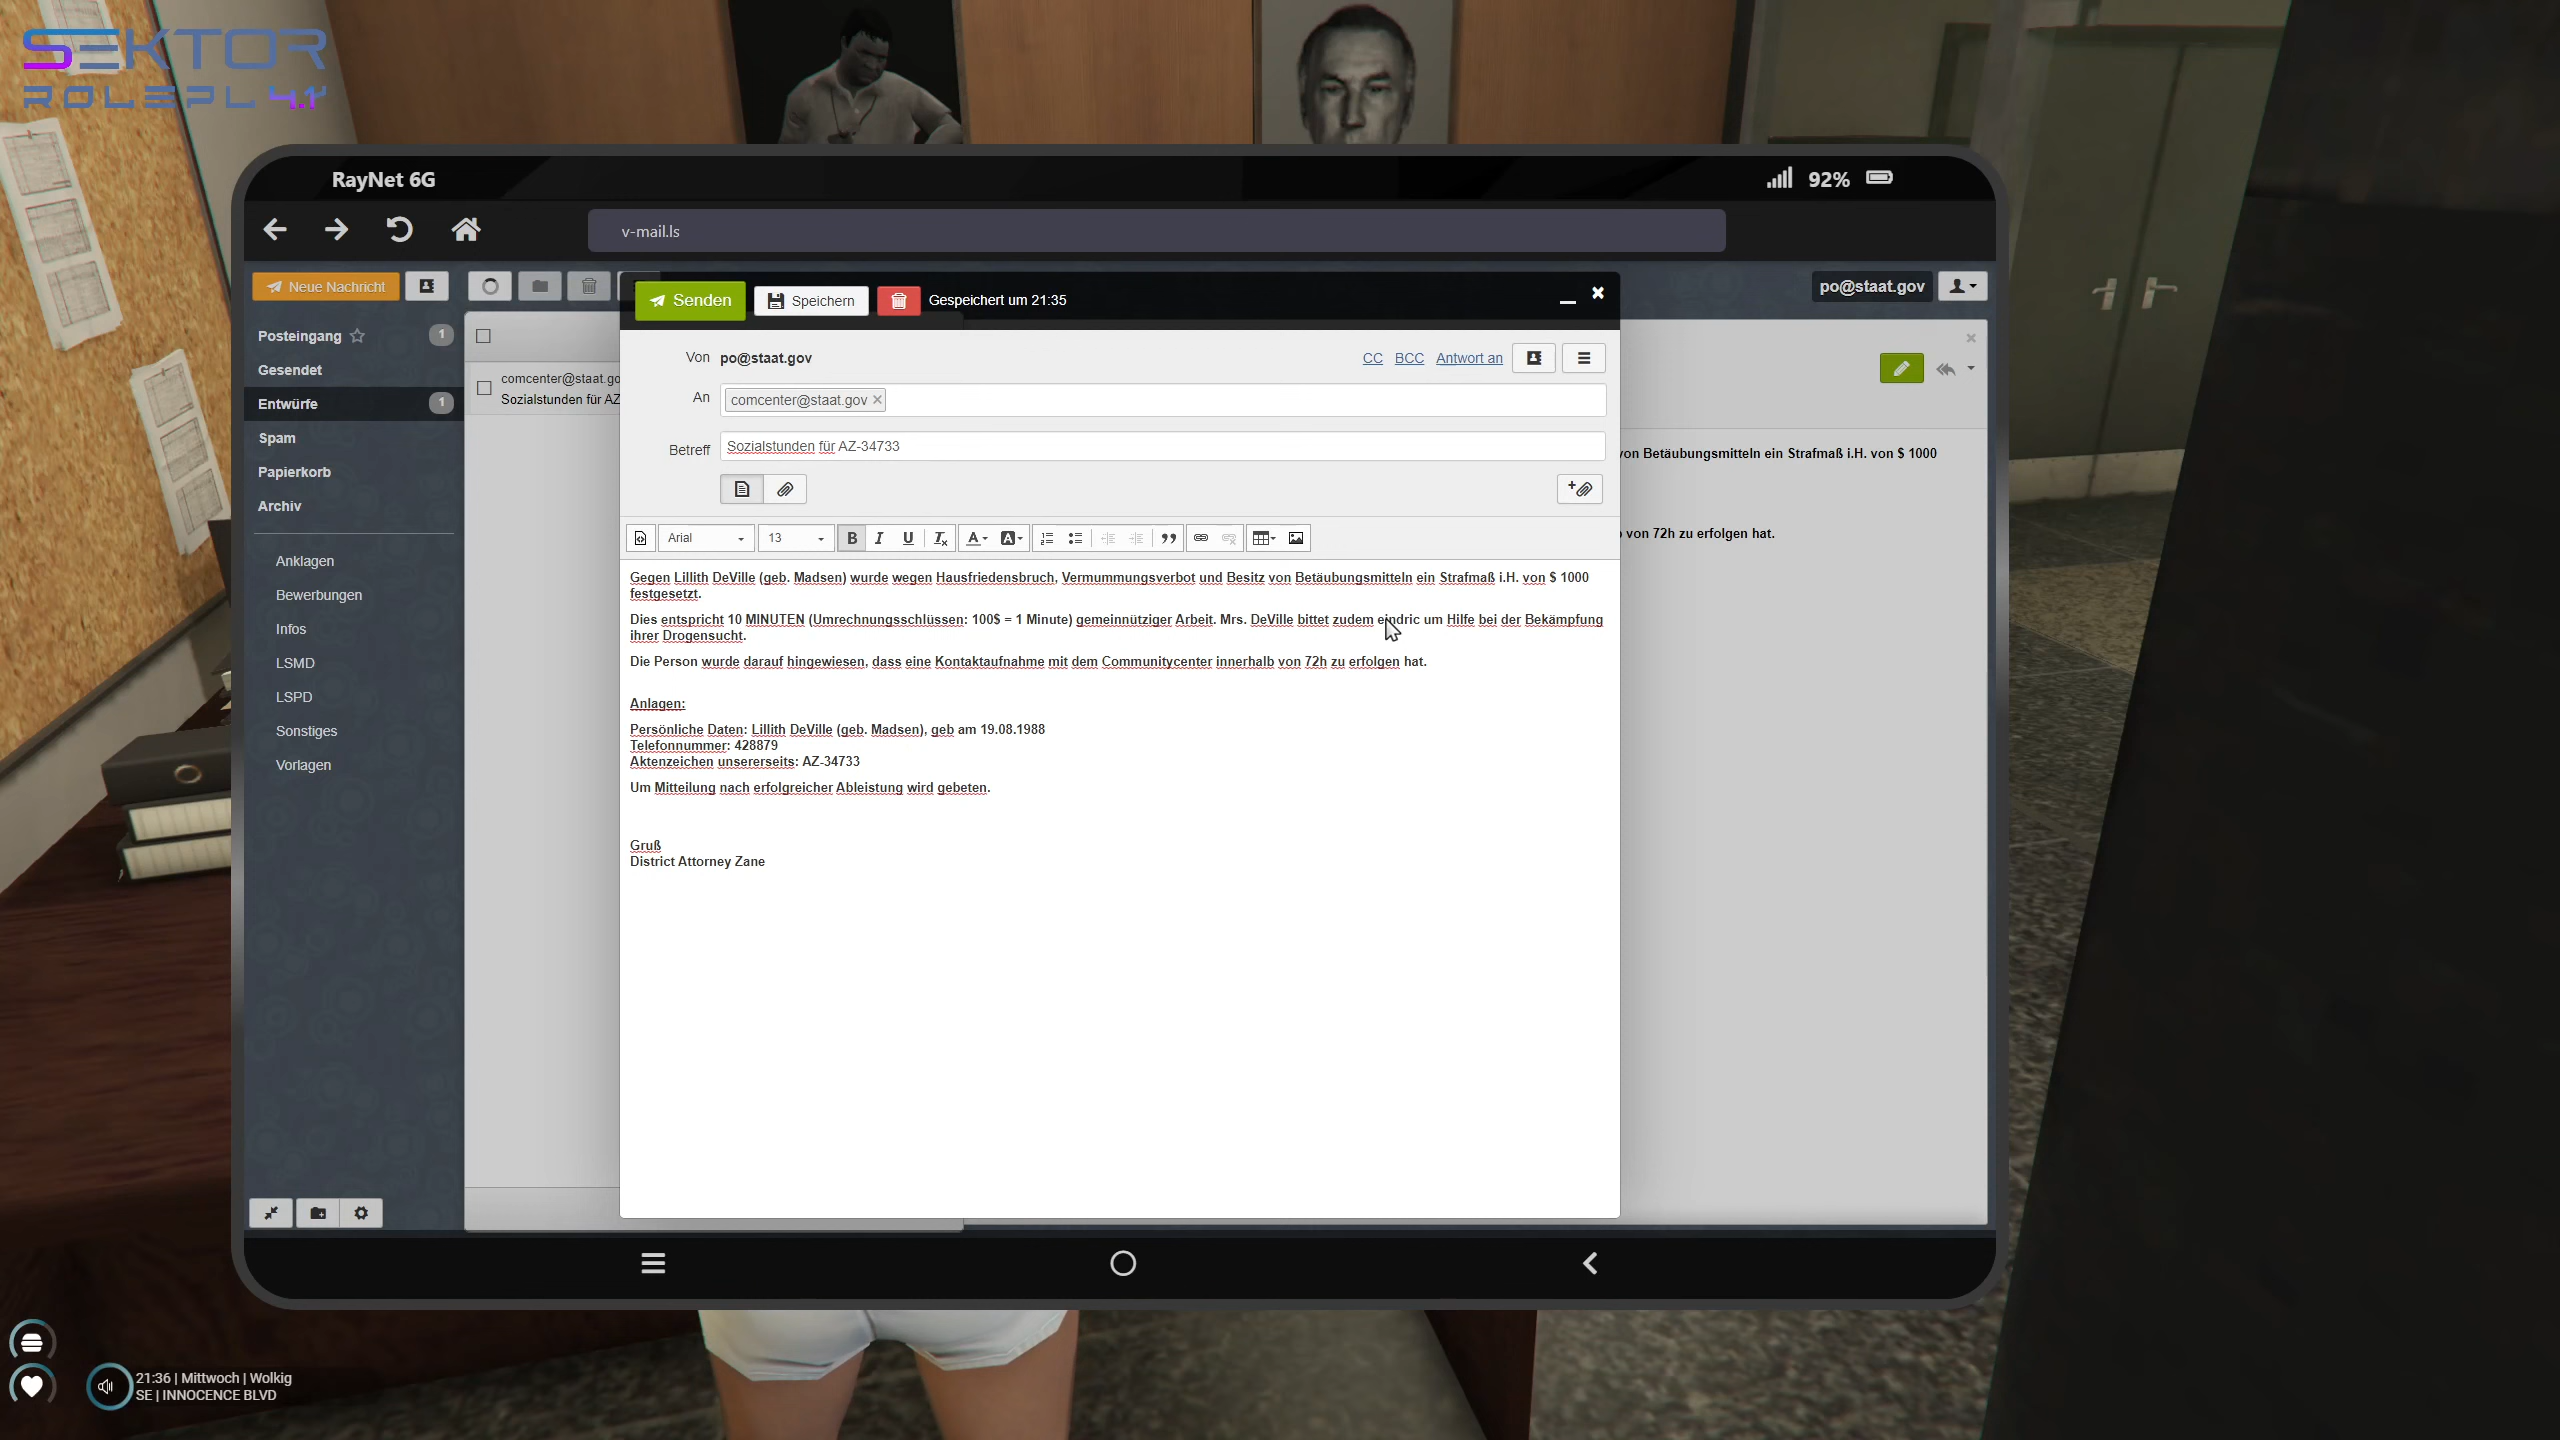 SEKTOR
ROLEPL 4.1
RayNet 6G
92%
v-mail.ls
Neue Nachricht
po@staat.gov
Posteingang
1
Gesendet
Entwürfe
1
Spam
Papierkorb
Archiv
Anklagen
Bewerbungen
Infos
LSMD
LSPD
Sonstiges
Vorlagen
comcenter@staat.go
Sozialstunden für AZ
Senden
Speichern
Gespeichert um 21:35
Von po@staat.gov
CC BCC Antwort an
An comcenter@staat.gov
Betreff Sozialstunden für AZ-34733
Arial
13
B I U
Gegen Lillith DeVille (geb. Madsen) wurde wegen Hausfriedensbruch, Vermummungsverbot und Besitz von Betäubungsmitteln ein Strafmaß i.H. von $ 1000
festgesetzt.
Dies entspricht 10 MINUTEN (Umrechnungsschlüssen: 100$ = 1 Minute) gemeinnütziger Arbeit. Mrs. DeVille bittet zudem eindric um Hilfe bei der Bekämpfung
ihrer Drogensucht.
Die Person wurde darauf hingewiesen, dass eine Kontaktaufnahme mit dem Communitycenter innerhalb von 72h zu erfolgen hat.
Anlagen:
Persönliche Daten: Lillith DeVille (geb. Madsen), geb am 19.08.1988
Telefonnummer: 428879
Aktenzeichen unsererseits: AZ-34733
Um Mitteilung nach erfolgreicher Ableistung wird gebeten.
Gruß
District Attorney Zane
von Betäubungsmitteln ein Strafmaß i.H. von $ 1000
von 72h zu erfolgen hat.
21:36 | Mittwoch | Wolkig
SE | INNOCENCE BLVD